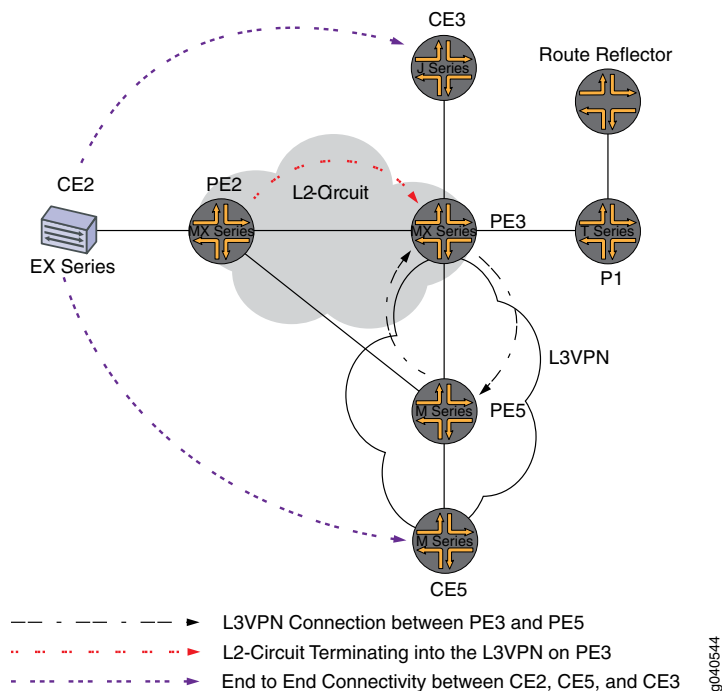 CE3
J Series
Route Reflector
CE2
PE2
L2-Circuit
EX Series
MX Series
MX Series
PE3
T Series
P1
L3VPN
M Series
PE5
M Series
CE5
L3VPN Connection between PE3 and PE5
L2-Circuit Terminating into the L3VPN on PE3
End to End Connectivity between CE2, CE5, and CE3
g040544